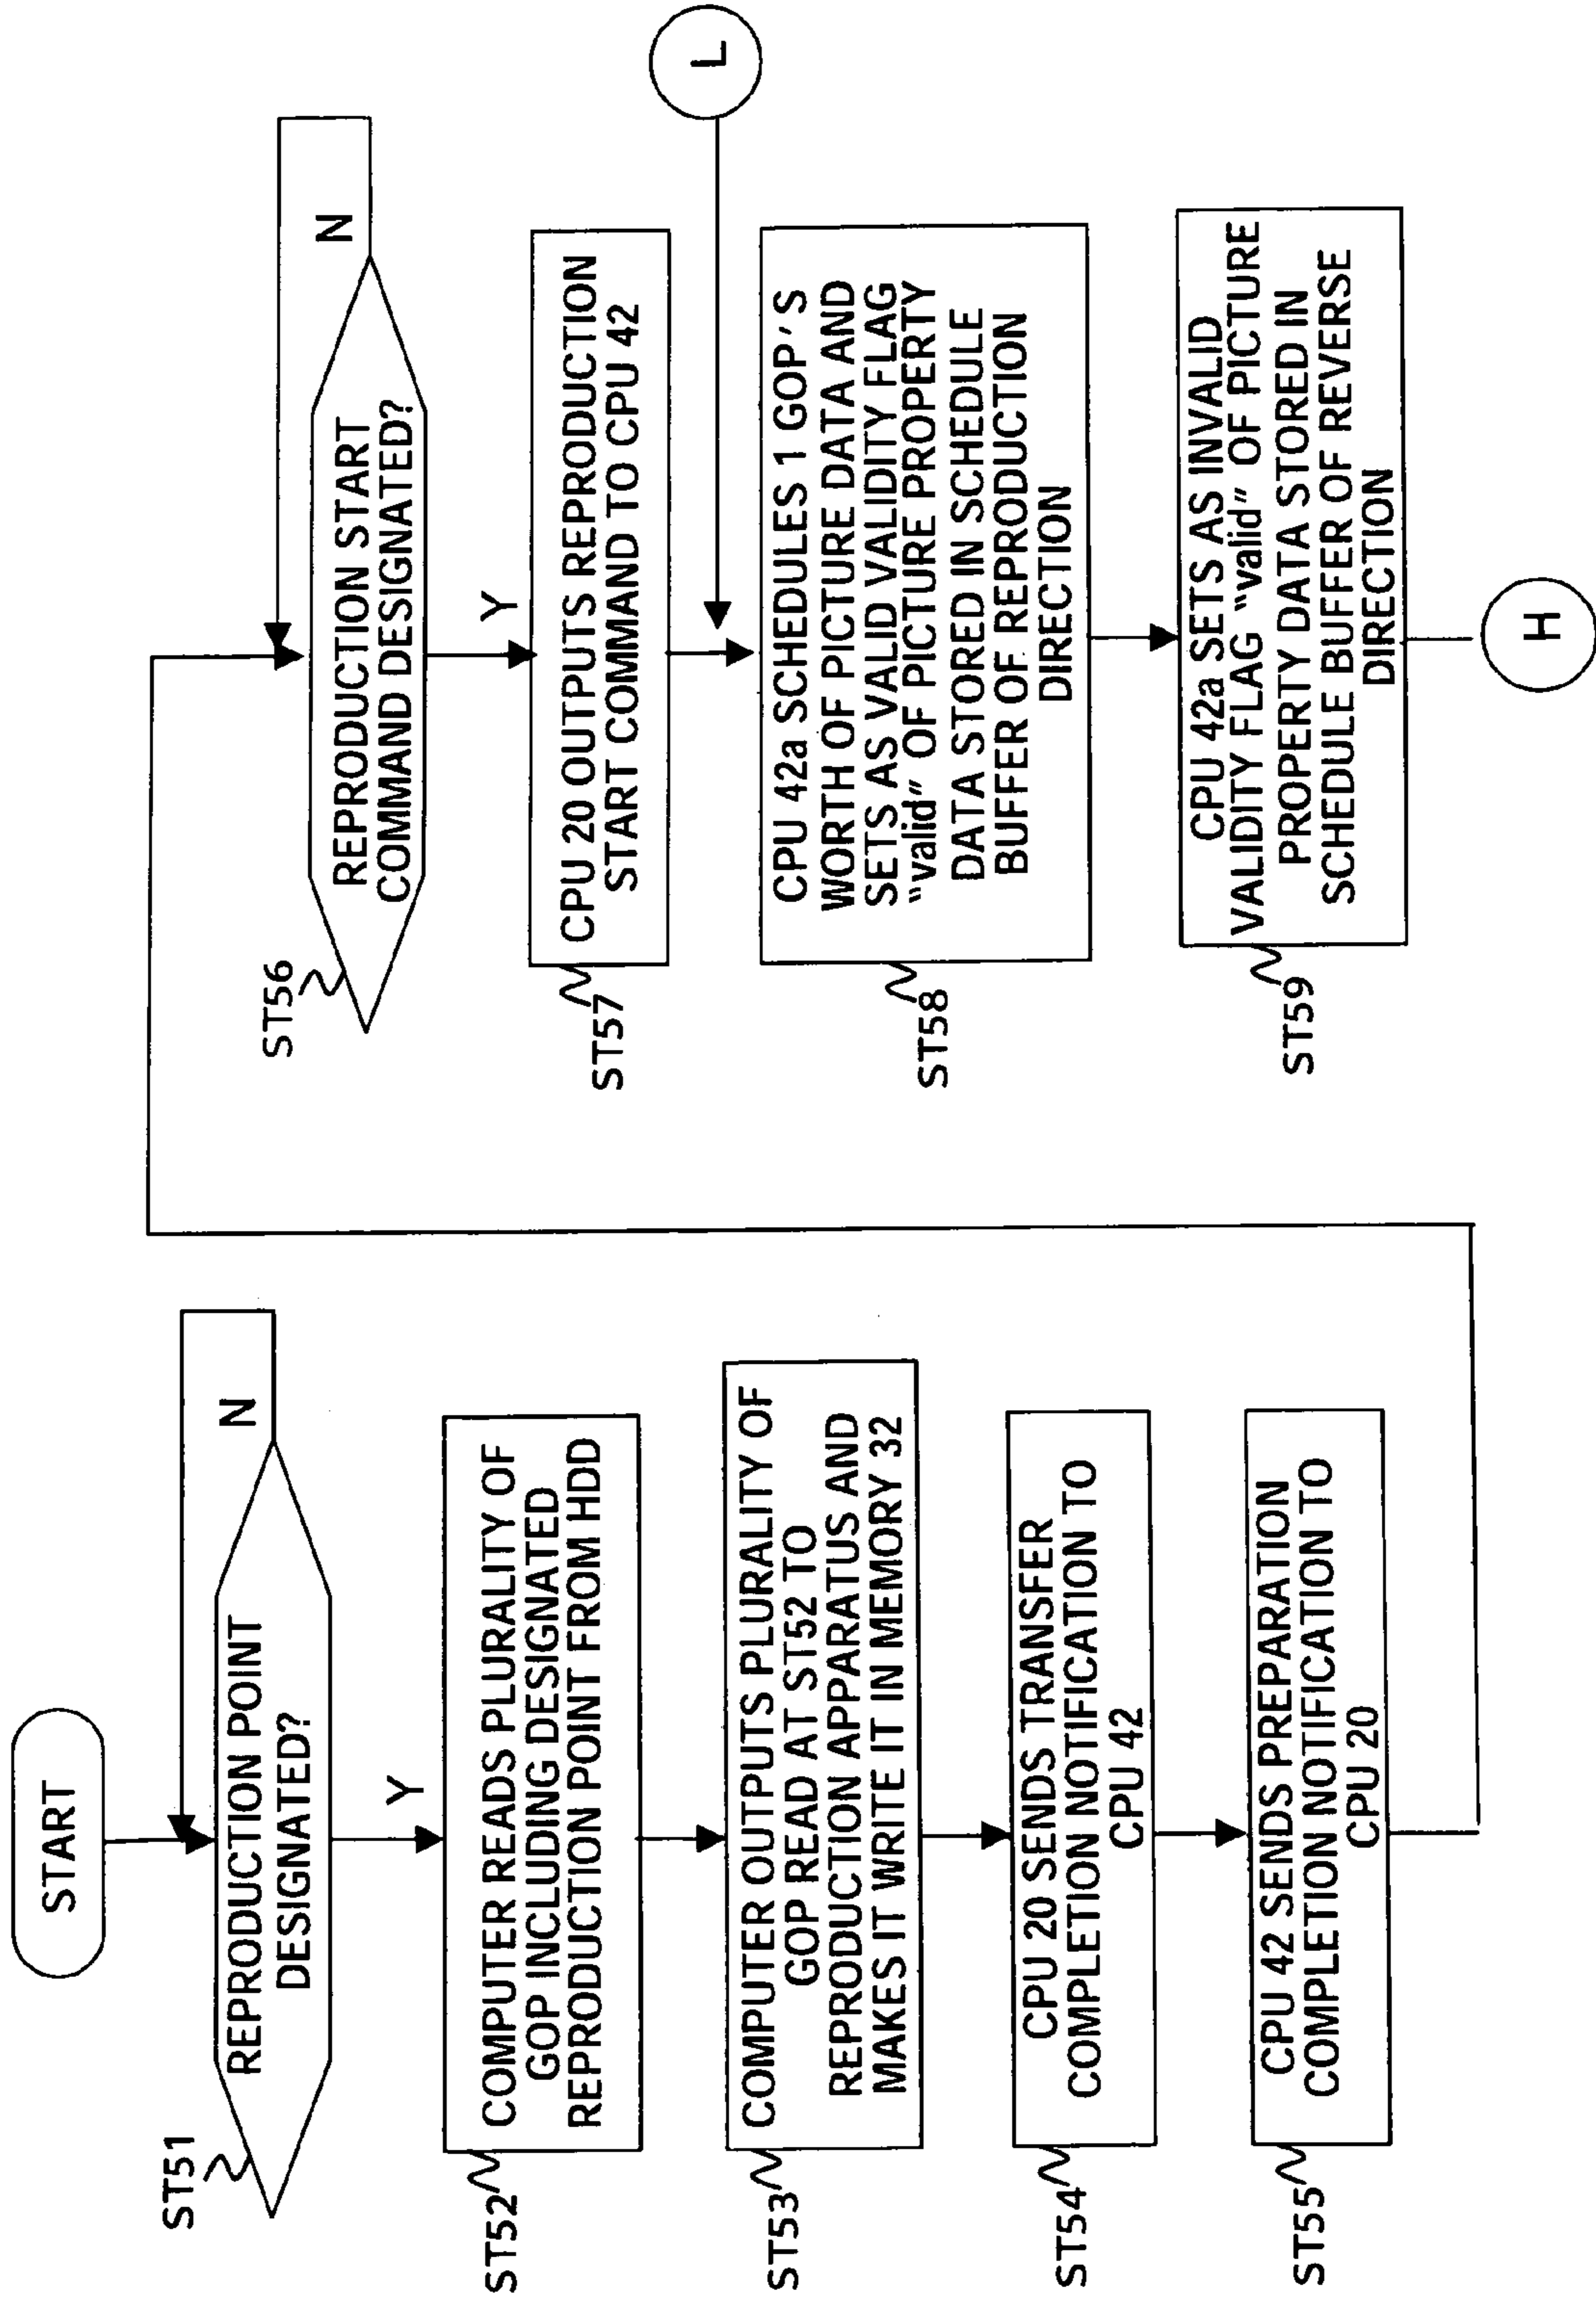 START
ST51
REPRODUCTION POINT
DESIGNATED?
N
Y
ST52
COMPUTER READS PLURALITY OF
GOP INCLUDING DESIGNATED
REPRODUCTION POINT FROM HDD
ST53
COMPUTER OUTPUTS PLURALITY OF
GOP READ AT ST52 TO
REPRODUCTION APPARATUS AND
MAKES IT WRITE IT IN MEMORY 32
ST54
CPU 20 SENDS TRANSFER
COMPLETION NOTIFICATION TO
CPU 42
ST55
CPU 42 SENDS PREPARATION
COMPLETION NOTIFICATION TO
CPU 20
ST56
REPRODUCTION START
COMMAND DESIGNATED?
N
Y
ST57
CPU 20 OUTPUTS REPRODUCTION
START COMMAND TO CPU 42
L
ST58
CPU 42a SCHEDULES 1 GOP'S
WORTH OF PICTURE DATA AND
SETS AS VALID VALIDITY FLAG
"valid" OF PICTURE PROPERTY
DATA STORED IN SCHEDULE
BUFFER OF REPRODUCTION
DIRECTION
ST59
CPU 42a SETS AS INVALID
VALIDITY FLAG "valid" OF PICTURE
PROPERTY DATA STORED IN
SCHEDULE BUFFER OF REVERSE
DIRECTION
H